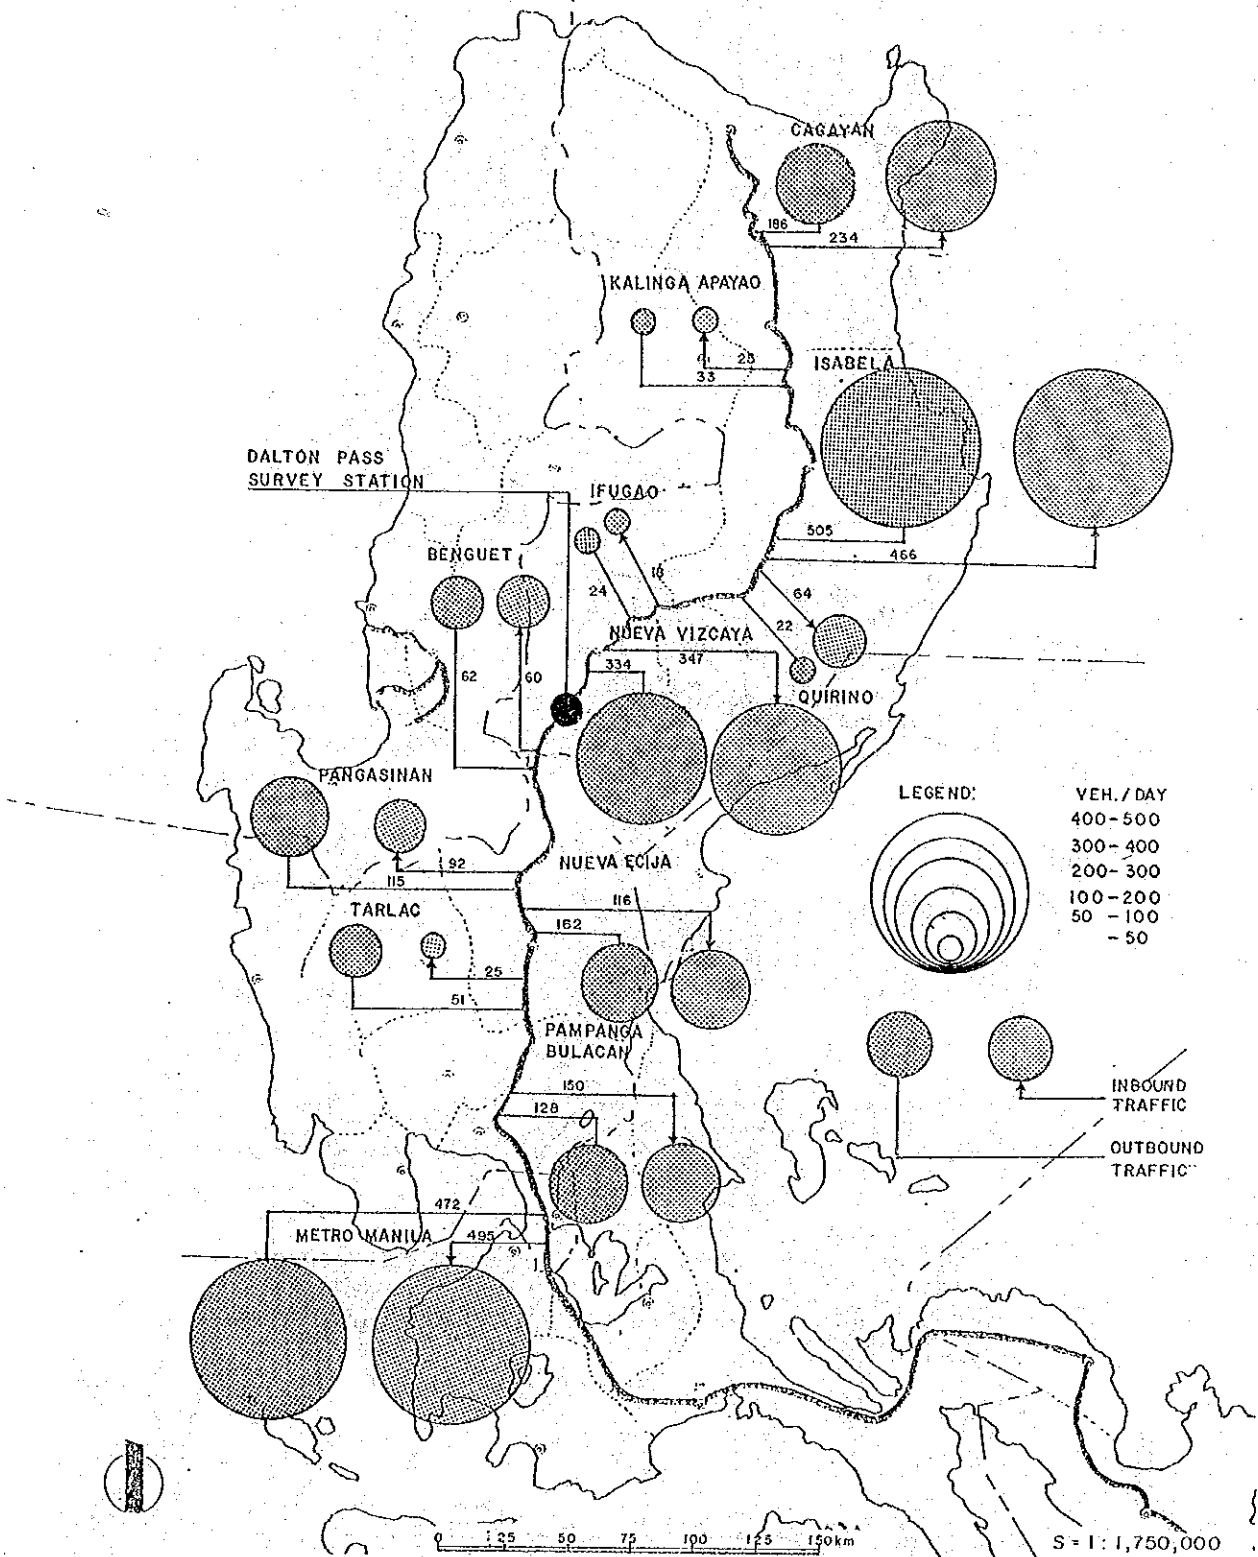 CAGAYAN
186
234
KALINGA APAYAO
ISABELA
33
DALTON PASS
SURVEY STATION
IFUGAO
505
466
BENGUET
24
64
22
NUEVA VIZCAYA
334
347
62
60
QUIRINO
PANGASINAN
LEGEND:
VEH./DAY
400-500
300-400
200-300
100-200
50-100
-50
NUEVA ECIJA
92
115
TARLAC
116
162
25
51
PAMPANGA
BULACAN
150
128
INBOUND
TRAFFIC
OUTBOUND
TRAFFIC
472
METRO MANILA
495
0 50 75 100 125 150km
S = 1:1,750,000